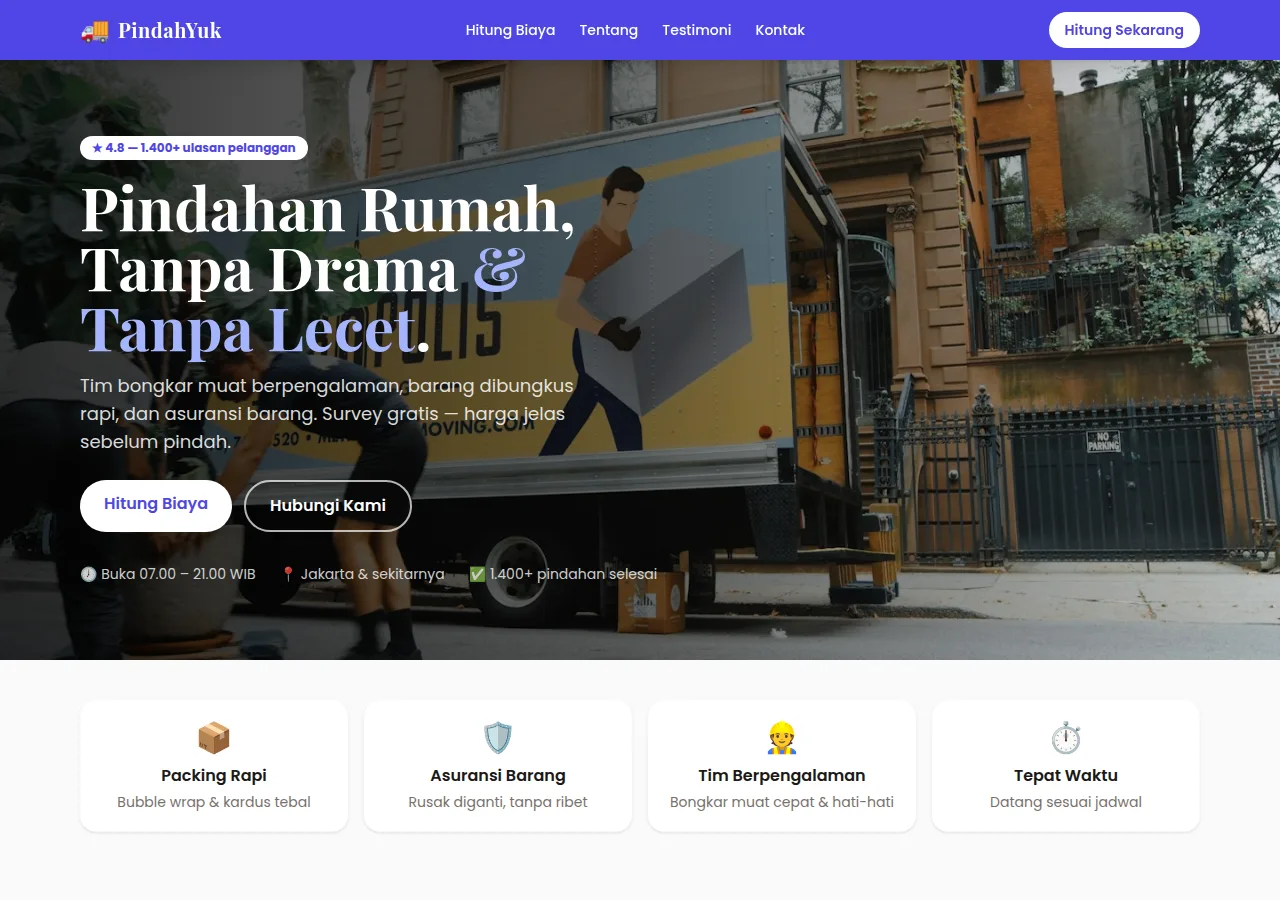 PindahYuk
Hitung Biaya
Tentang
Testimoni
Kontak
Hitung Sekarang
★ 4.8 — 1.400+ ulasan pelanggan
Pindahan Rumah,
Tanpa Drama &
Tanpa Lecet.
Tim bongkar muat berpengalaman, barang dibungkus
rapi, dan asuransi barang. Survey gratis — harga jelas
sebelum pindah.
Hitung Biaya
Hubungi Kami
Buka 07.00 – 21.00 WIB
Jakarta & sekitarnya
1.400+ pindahan selesai
NO
PARKING
Packing Rapi
Bubble wrap & kardus tebal
Asuransi Barang
Rusak diganti, tanpa ribet
Tim Berpengalaman
Bongkar muat cepat & hati-hati
Tepat Waktu
Datang sesuai jadwal